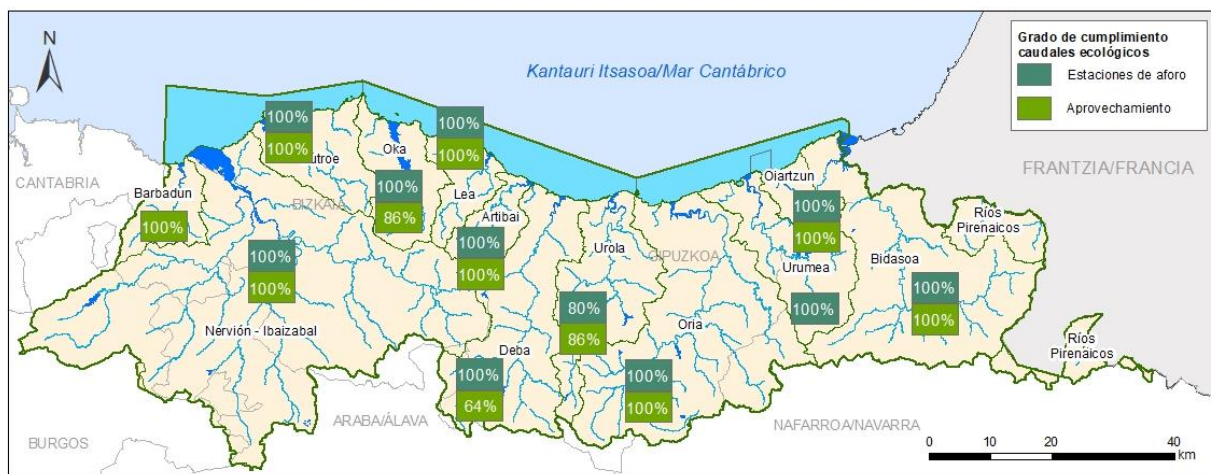 N
Kantauri Itsasoa/Mar Cantábrico
Grado de cumplimiento
caudales ecológicos
Estaciones de aforo
Aprovechamiento
FRANTZIA/FRANCIA
CANTABRIA
BIZKAIA
GIPUZKOA
ARABA/ÁLAVA
NAFARROA/NAVARRA
BURGOS
Barbadun
100%
100%
100%
Oka
100%
86%
100%
100%
Lea
Artibai
100%
100%
Nervión - Ibaizabal
100%
100%
Deba
100%
64%
Urola
80%
86%
Oria
100%
100%
Oiartzun
100%
100%
Urumea
100%
Bidasoa
100%
100%
Ríos
Pirenaicos
Ríos
Pirenaicos
0 10 20 40
km